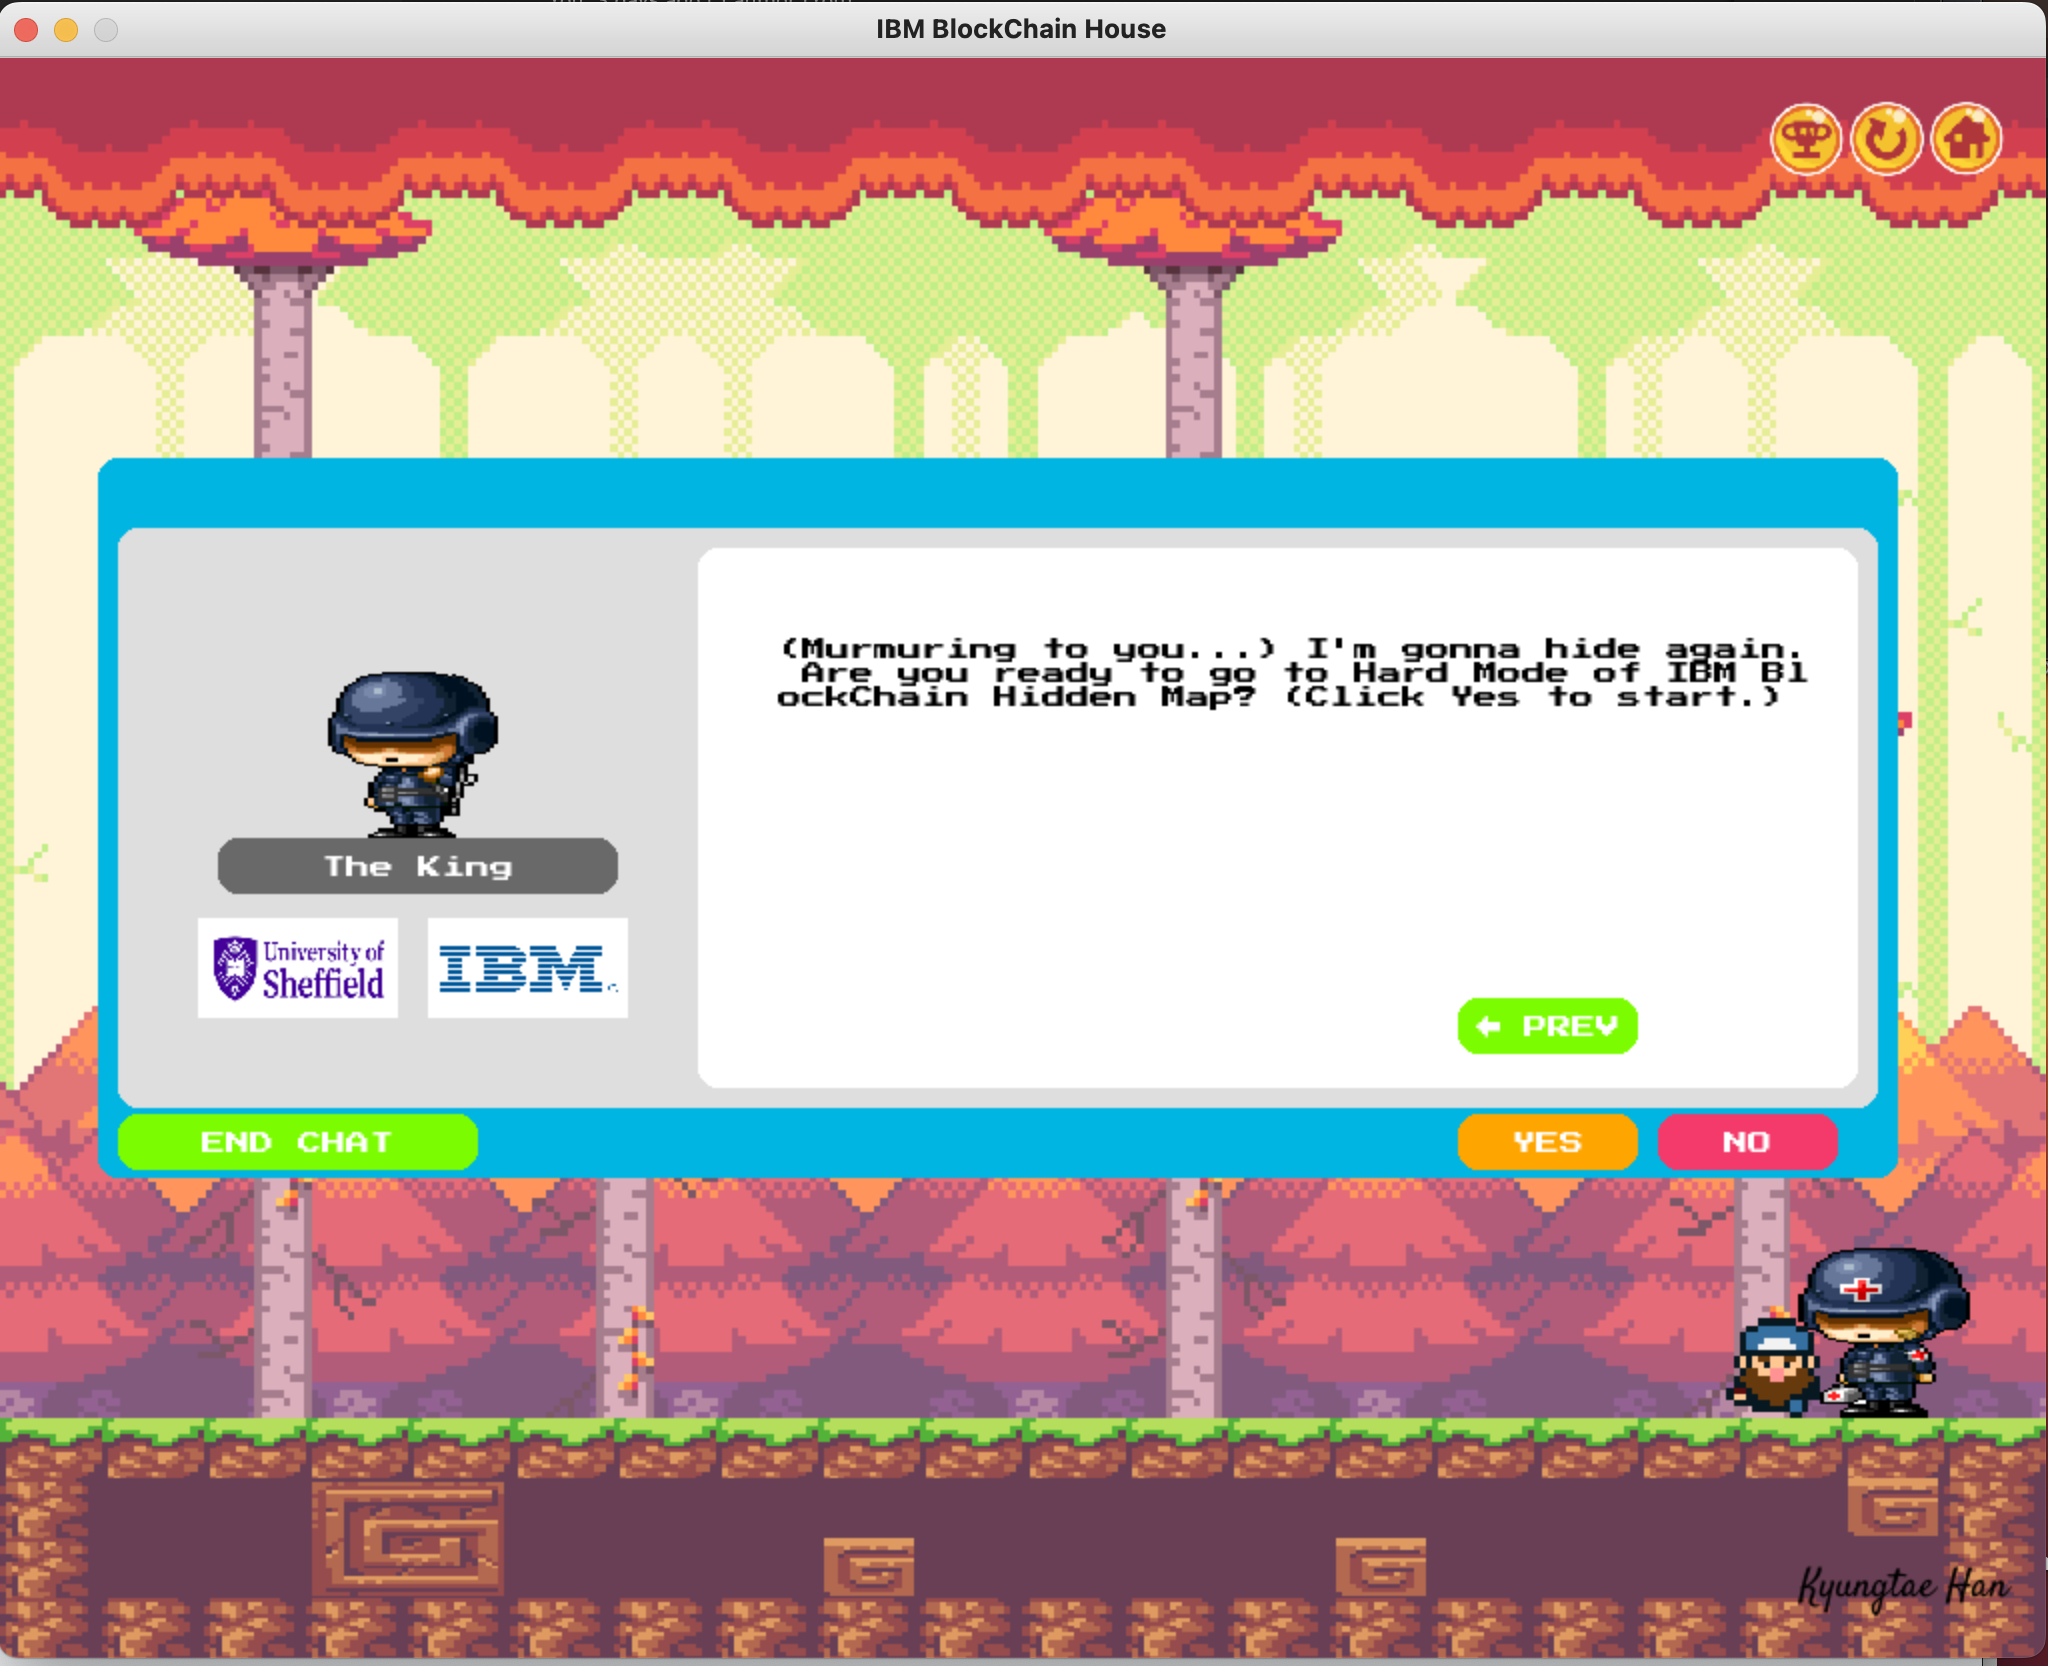 IBM BlockChain House
(Murmuring to you...) I'm gonna hide again.
Are you ready to go to Hard Mode of IBM Bl
ockChain Hidden Map? (Click Yes to start.)
The King
University of
Sheffield
IBM
PREV
END CHAT
YES
NO
Kyungtae Han